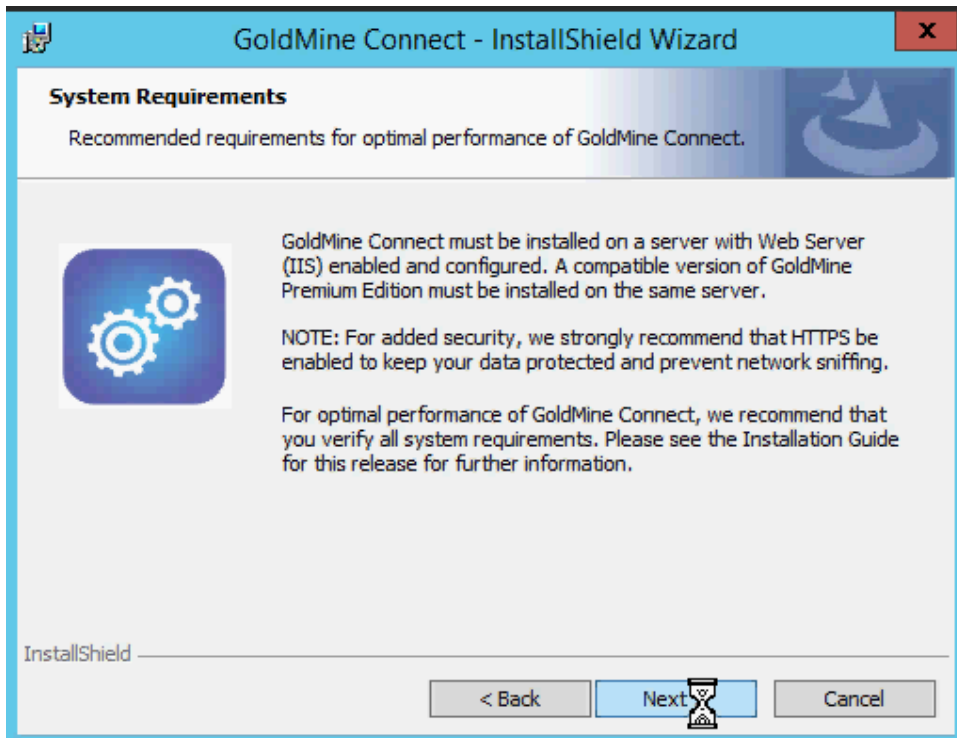 GoldMine Connect - InstallShield Wizard
x
System Requirements
Recommended requirements for optimal performance of GoldMine Connect.
GoldMine Connect must be installed on a server with Web Server
(IIS) enabled and configured. A compatible version of GoldMine
Premium Edition must be installed on the same server.
NOTE: For added security, we strongly recommend that HTTPS be
enabled to keep your data protected and prevent network sniffing.
For optimal performance of GoldMine Connect, we recommend that
you verify all system requirements. Please see the Installation Guide
for this release for further information.
InstallShield
< Back
Next
Cancel